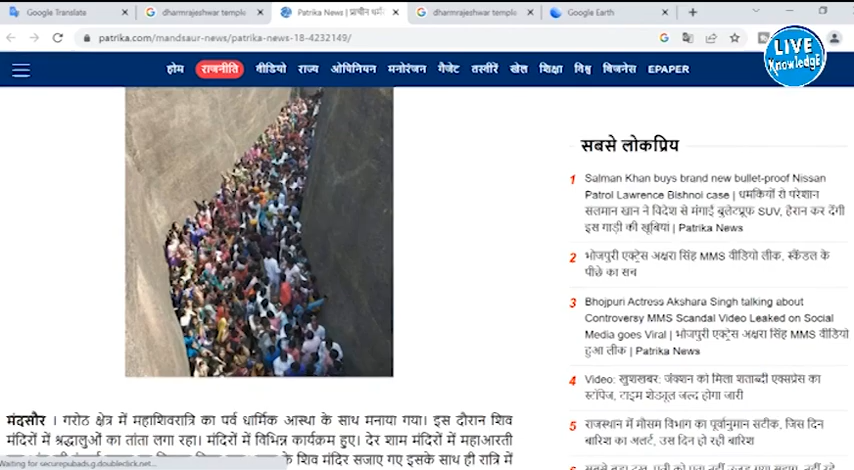 Google Translate
dharmrajeshwar temple
Patrika News | प्राचीन धर्म
dharmrajeshwar temple
Google Earth
patrika.com/mandsaur-news/patrika-news-18-4232149/
LIVE
Knowledge
होम राजनीति वीडियो राज्य ओपिनियन मनोरंजन गैजेट तस्वीरें खेल शिक्षा विश्व बिजनेस EPAPER
सबसे लोकप्रिय
1 Salman Khan buys brand new bullet-proof Nissan
Patrol Lawrence Bishnoi case | धमकियों से परेशान
सलमान खान ने विदेश से मंगाई बुलेटप्रूफ SUV, हैरान कर देंगी
इस गाड़ी की खूबियां | Patrika News
2 भोजपुरी एक्ट्रेस अक्षरा सिंह MMS वीडियो लीक, स्कैंडल के
पीछे का सच
3 Bhojpuri Actress Akshara Singh talking about
Controversy MMS Scandal Video Leaked on Social
Media goes Viral | भोजपुरी एक्ट्रेस अक्षरा सिंह MMS वीडियो
हुआ लीक | Patrika News
4 Video: खुशखबर: जंक्शन को मिला शताब्दी एक्सप्रेस का
स्टॉपेज, टाइम शेड्यूल जल्द होगा जारी
5 राजस्थान में मौसम विभाग का पूर्वानुमान सटीक, जिस दिन
बारिश का अलर्ट, उस दिन हो रही बारिश
मंदसौर । गरोठ क्षेत्र में महाशिवरात्रि का पर्व धार्मिक आस्था के साथ मनाया गया। इस दौरान शिव
मंदिरों में श्रद्धालुओं का तांता लगा रहा। मंदिरों में विभिन्न कार्यक्रम हुए। देर शाम मंदिरों में महाआरती
के शिव मंदिर सजाए गए इसके साथ ही रात्रि में
Waiting for securepubads.g.doubleclick.net...